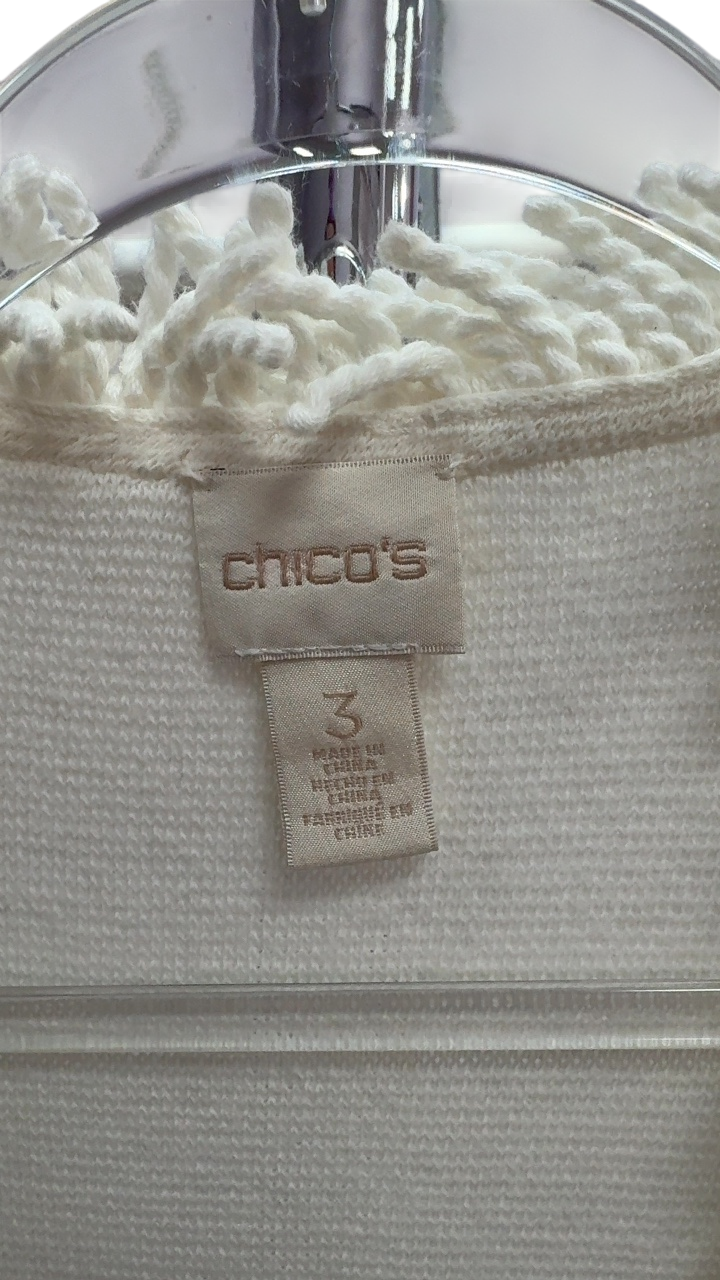 chico's
3
MADE IN
CHINA
HECHO EN
CHINA
FABRIQUÉ EN
CHINE